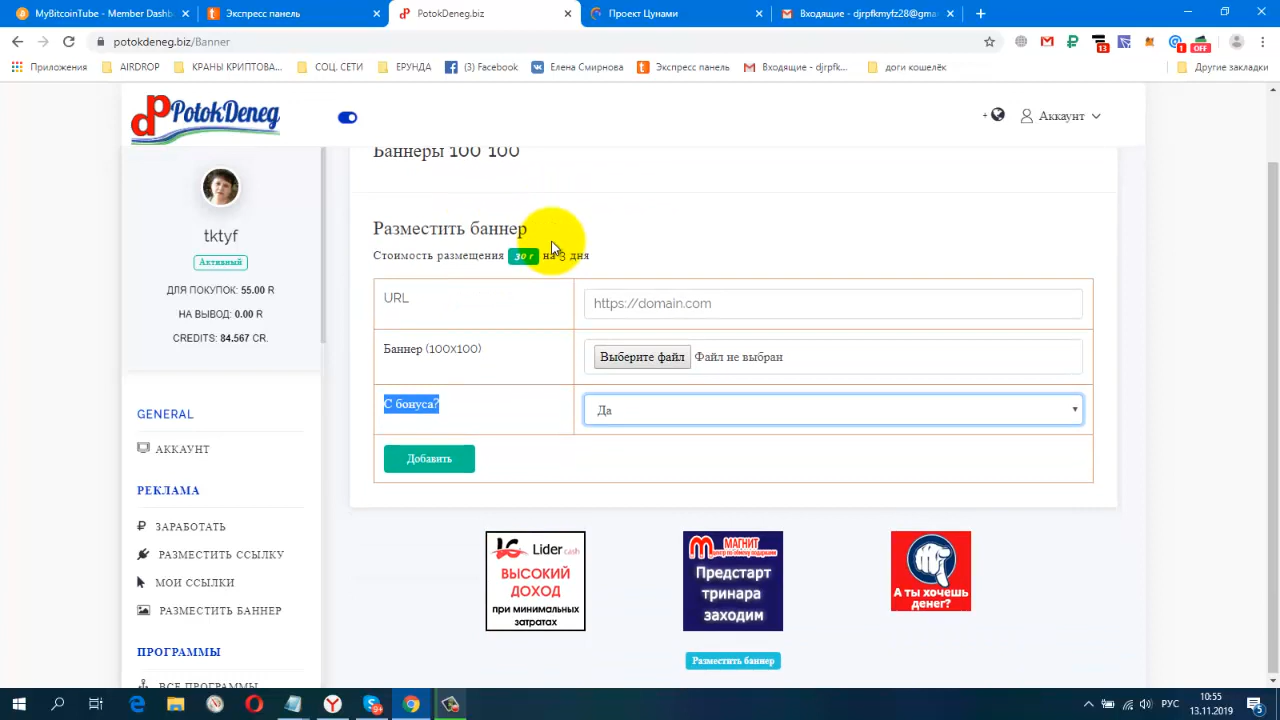 MyBitcoinTube - Member Dashb
Экспресс панель
PotokDeneg.biz
Проект Цунами
Входящие - djrpfkmyfz28@gma
potokdeneg.biz/Banner
13
1
OFF
Приложения
AIRDROP
КРАНЫ КРИПТОВА...
СОЦ. СЕТИ
ЕРУНДА
(3) Facebook
Елена Смирнова
Экспресс панель
Входящие - djrpfk...
доги кошелёк
Другие закладки
PotokDeneg
+
Аккаунт
tktyf
Активный
ДЛЯ ПОКУПОК: 55.00 R
НА ВЫВОД: 0.00 R
CREDITS: 84.567 CR.
GENERAL
АККАУНТ
РЕКЛАМА
ЗАРАБОТАТЬ
РАЗМЕСТИТЬ ССЫЛКУ
МОИ ССЫЛКИ
РАЗМЕСТИТЬ БАННЕР
ПРОГРАММЫ
ВСЕ ПРОГРАММЫ
Баннеры 100*100
Разместить баннер
Стоимость размещения 30 r на 3 дня
URL
https://domain.com
Баннер (100x100)
Выберите файл Файл не выбран
С бонуса?
Да
Добавить
Lider.cash
ВЫСОКИЙ
ДОХОД
при минимальных
затратах
МАГНИТ
Предстарт
тринара
заходим
А ты хочешь
денег?
Разместить баннер
РУС
10:55
13.11.2019
5